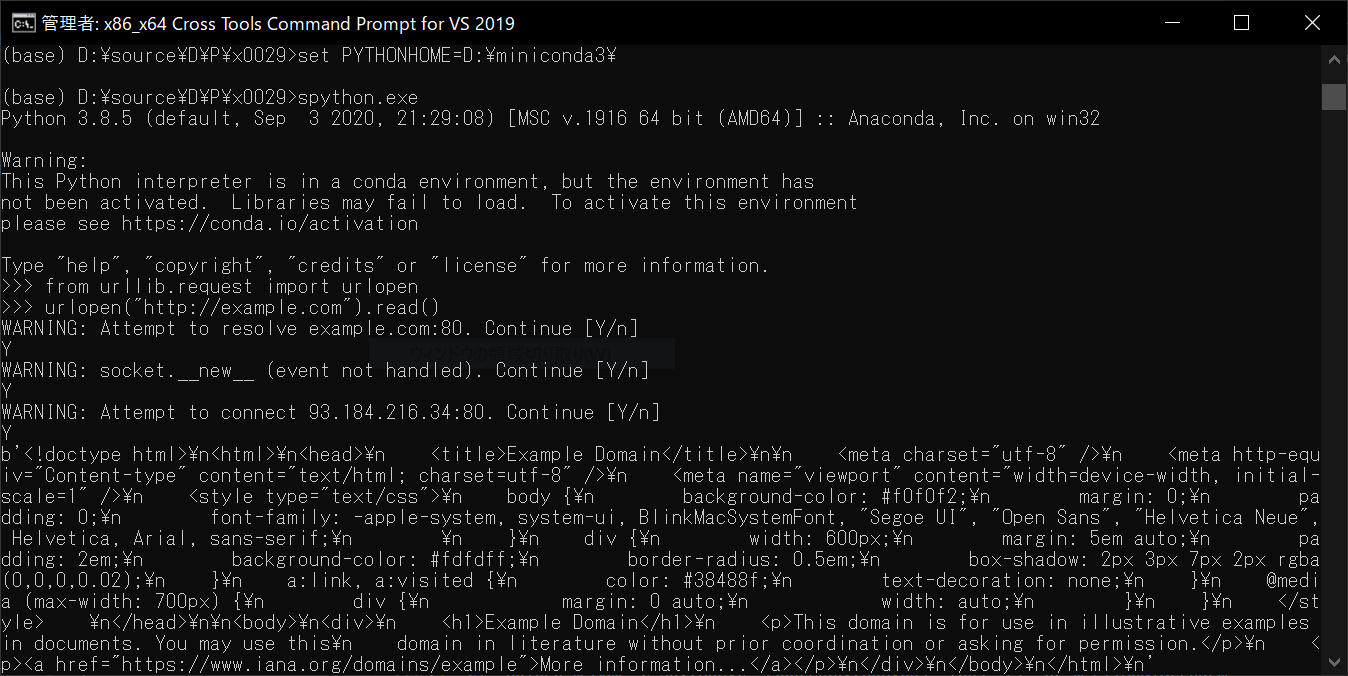 管理者: x86_x64 Cross Tools Command Prompt for VS 2019
(base) D:¥source¥D¥P¥x0029>set PYTHONHOME=D:¥miniconda3¥
(base) D:¥source¥D¥P¥x0029>spython.exe
Python 3.8.5 (default, Sep  3 2020, 21:29:08) [MSC v.1916 64 bit (AMD64)] :: Anaconda, Inc. on win32
Warning:
This Python interpreter is in a conda environment, but the environment has
not been activated.  Libraries may fail to load.  To activate this environment
please see https://conda.io/activation
Type "help", "copyright", "credits" or "license" for more information.
>>> from urllib.request import urlopen
>>> urlopen("http://example.com").read()
WARNING: Attempt to resolve example.com:80. Continue [Y/n]
Y
WARNING: socket.__new__ (event not handled). Continue [Y/n]
Y
WARNING: Attempt to connect 93.184.216.34:80. Continue [Y/n]
Y
b'<!doctype html>¥n<html>¥n<head>¥n    <title>Example Domain</title>¥n¥n    <meta charset="utf-8" />¥n    <meta http-equ
iv="Content-type" content="text/html; charset=utf-8" />¥n    <meta name="viewport" content="width=device-width, initial-
scale=1" />¥n    <style type="text/css">¥n    body {¥n        background-color: #f0f0f2;¥n        margin: 0;¥n        pa
dding: 0;¥n        font-family: -apple-system, system-ui, BlinkMacSystemFont, "Segoe UI", "Open Sans", "Helvetica Neue",
 Helvetica, Arial, sans-serif;¥n        ¥n    }¥n    div {¥n        width: 600px;¥n        margin: 5em auto;¥n        pa
dding: 2em;¥n        background-color: #fdfdff;¥n        border-radius: 0.5em;¥n        box-shadow: 2px 3px 7px 2px rgba
(0,0,0,0.02);¥n    }¥n    a:link, a:visited {¥n        color: #38488f;¥n        text-decoration: none;¥n    }¥n    @medi
a (max-width: 700px) {¥n        div {¥n            margin: 0 auto;¥n            width: auto;¥n        }¥n    }¥n    </st
yle>    ¥n</head>¥n¥n<body>¥n<div>¥n    <h1>Example Domain</h1>¥n    <p>This domain is for use in illustrative examples
in documents. You may use this¥n    domain in literature without prior coordination or asking for permission.</p>¥n    <
p><a href="https://www.iana.org/domains/example">More information...</a></p>¥n</div>¥n</body>¥n</html>¥n'